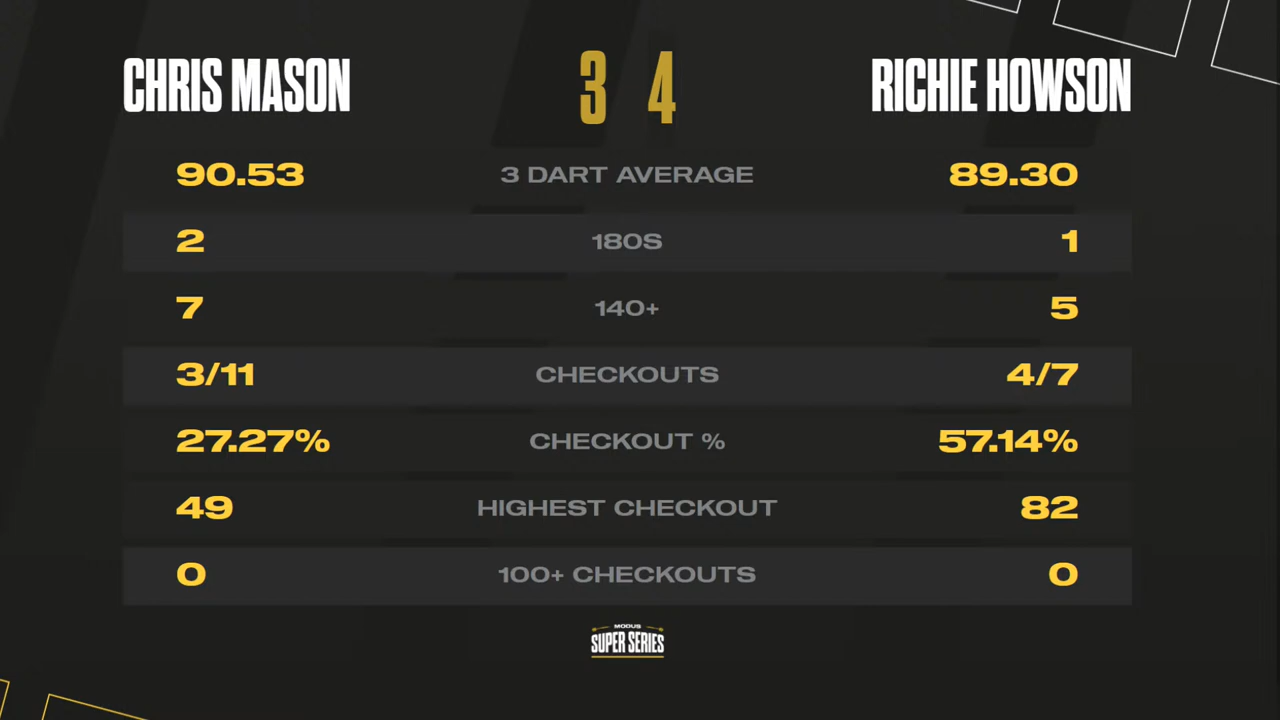 CHRIS MASON 3 4 RICHIE HOWSON
90.53 3 DART AVERAGE 89.30
2 180S 1
7 140+ 5
3/11 CHECKOUTS 4/7
27.27% CHECKOUT % 57.14%
49 HIGHEST CHECKOUT 82
0 100+ CHECKOUTS 0
MODUS
SUPER SERIES